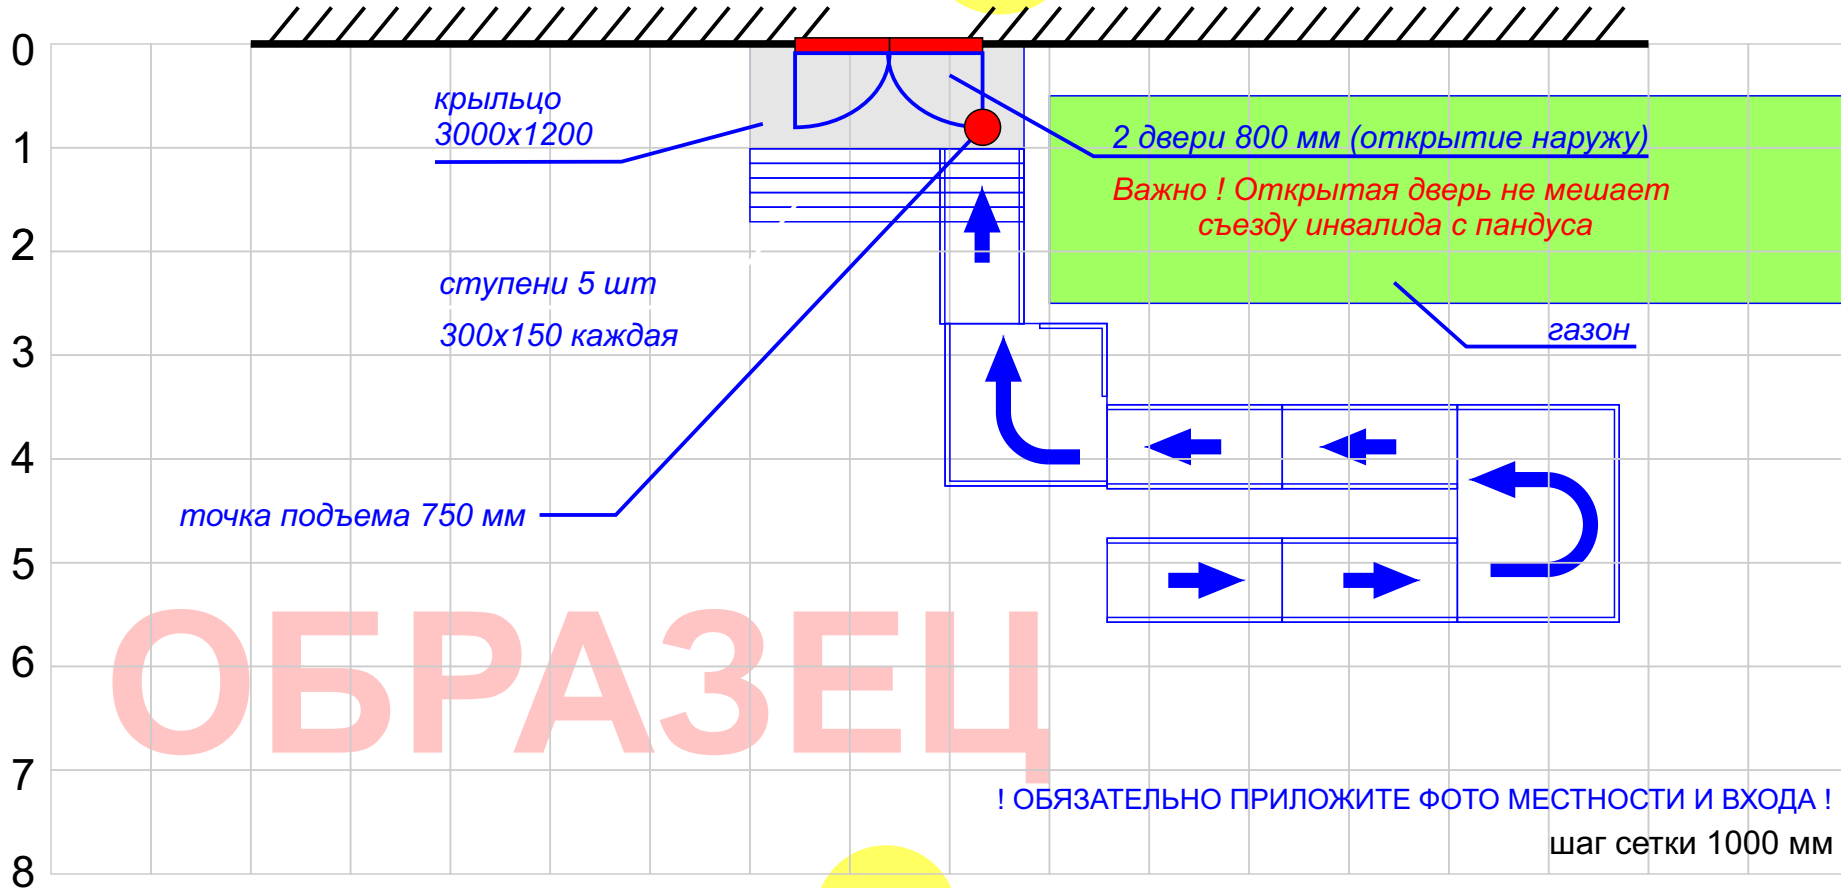 0
крыльцо
3000х1200
1
2 двери 800 мм (открытие наружу)
Важно ! Открытая дверь не мешает
съезду инвалида с пандуса
2
ступени 5 шт
300х150 каждая
3
газон
4
точка подъема 750 мм
5
ОБРАЗЕЦ
6
7
! ОБЯЗАТЕЛЬНО ПРИЛОЖИТЕ ФОТО МЕСТНОСТИ И ВХОДА !
шаг сетки 1000 мм
8